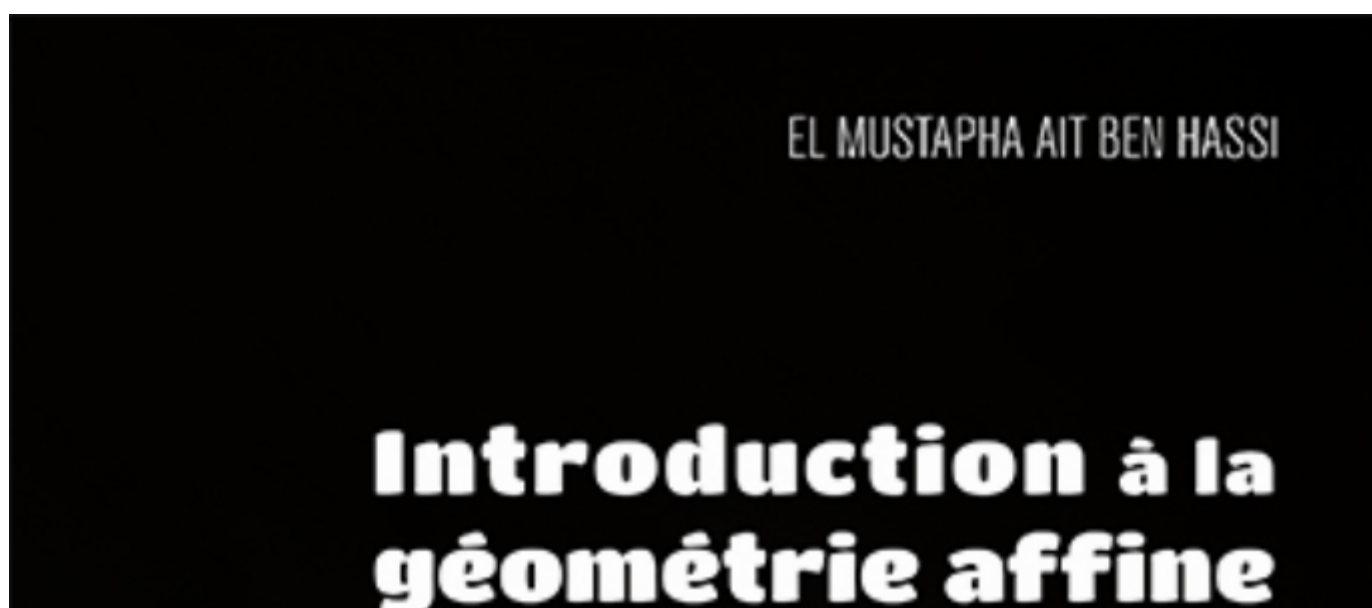 EL MUSTAPHA AIT BEN HASSI
Introduction à la
géométrie affine